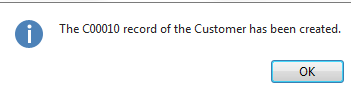 The C00010 record of the Customer has been created.
OK